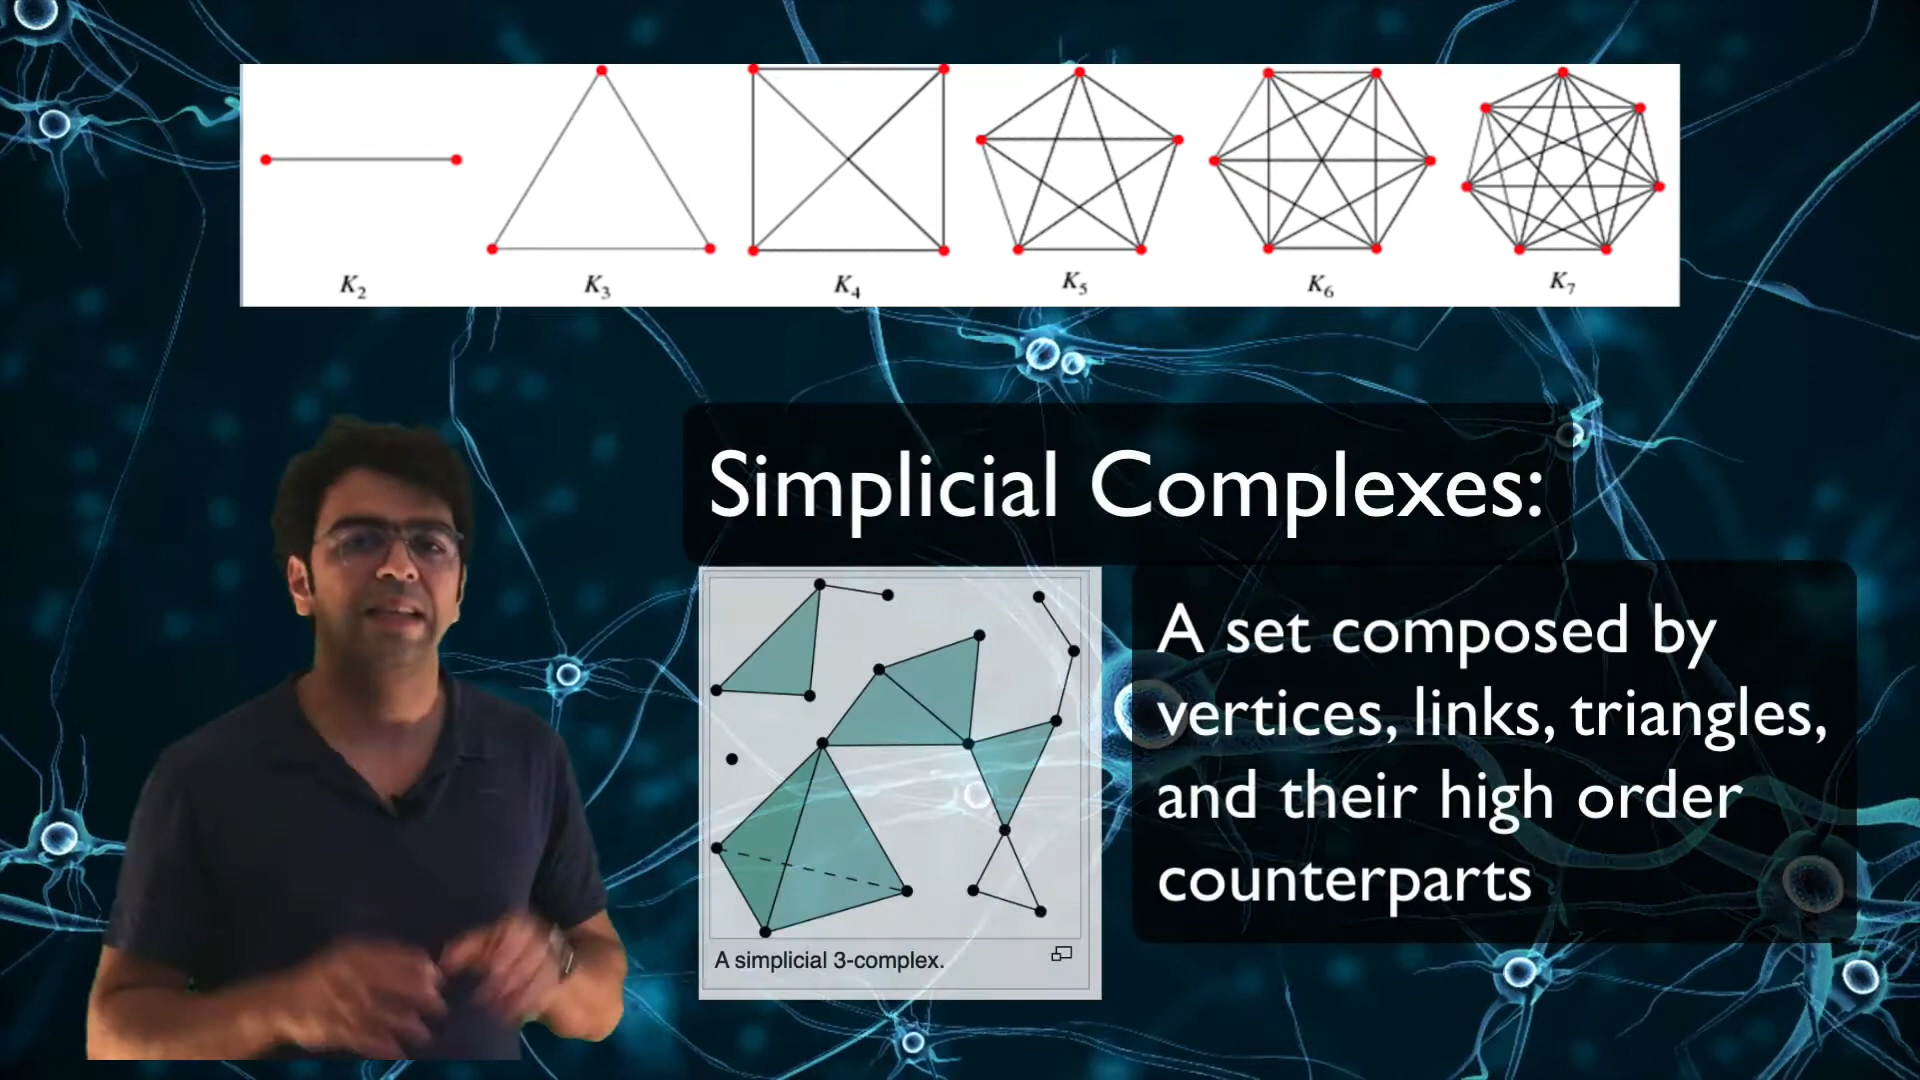 K2 K3 K4 K5 K6 K7
Simplicial Complexes:
A set composed by
vertices, links, triangles,
and their high order
counterparts
A simplicial 3-complex.